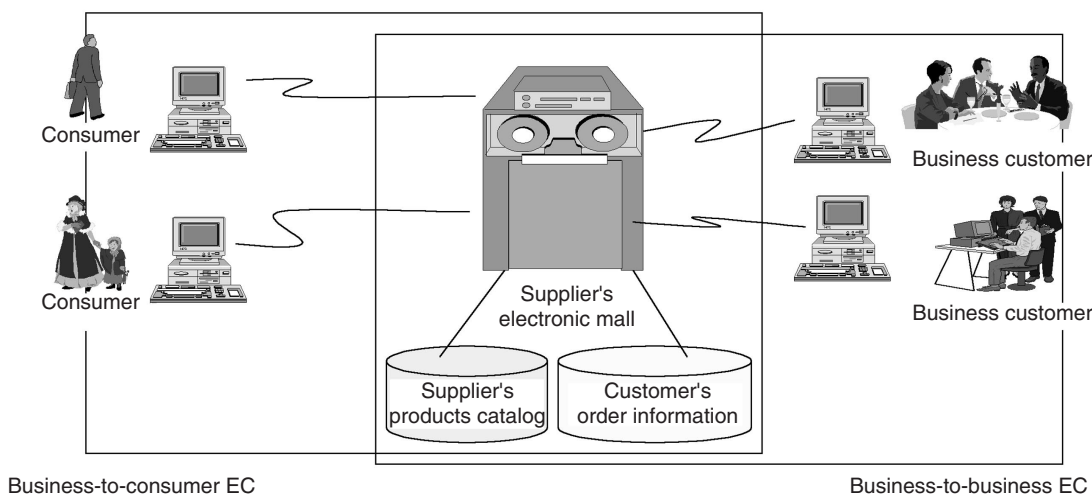 Consumer
Business customer
Consumer
Business customer
Supplier's
electronic mall
Supplier's
products catalog
Customer's
order information
Business-to-consumer EC
Business-to-business EC